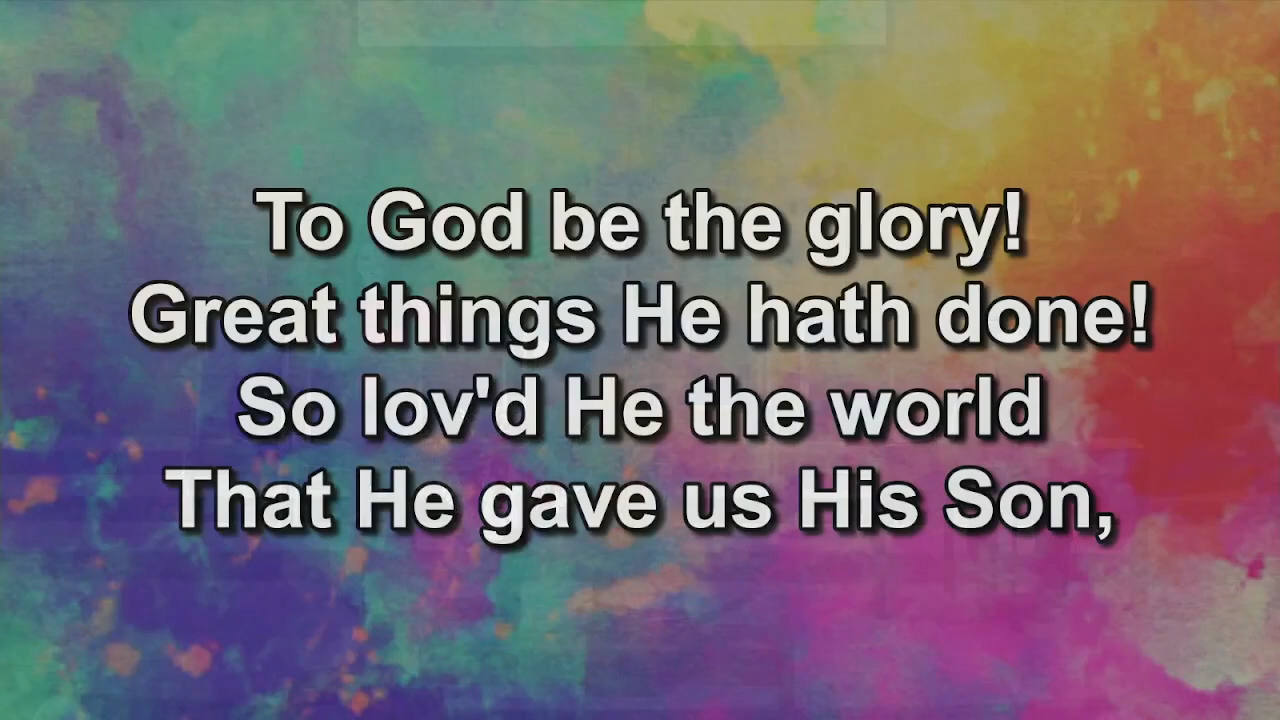 To God be the glory!
Great things He hath done!
So lov'd He the world
That He gave us His Son,